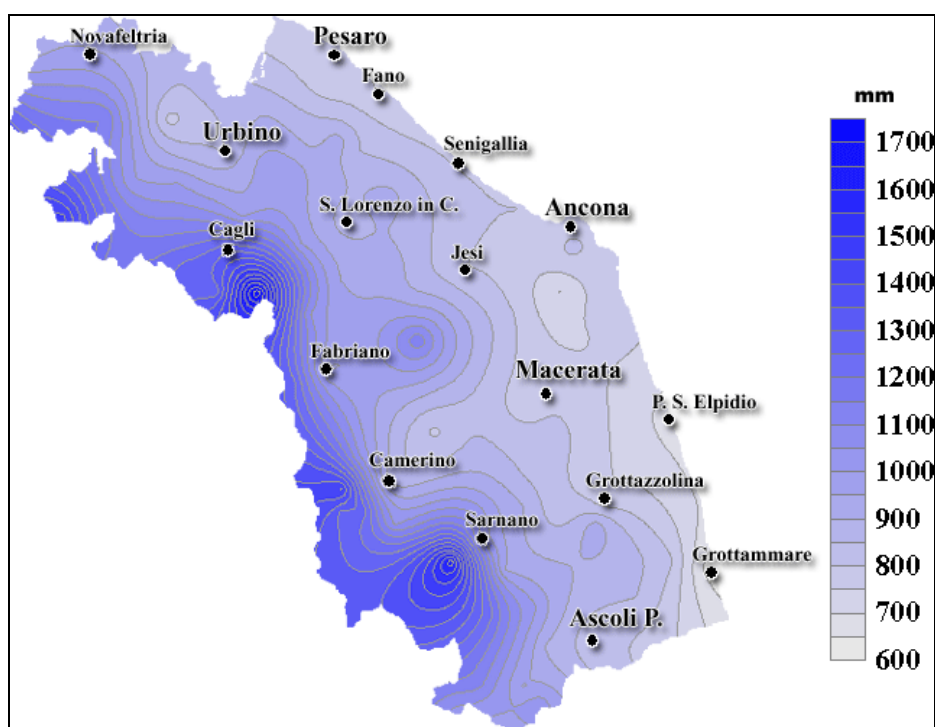 Novafeltria
Pesaro
Fano
mm
Urbino
Senigallia
S. Lorenzo in C.
Ancona
Cagli
Jesi
Fabriano
Macerata
P. S. Elpidio
Camerino
Grottazzolina
Sarnano
Grottammare
Ascoli P.
1700
1600
1500
1400
1300
1200
1100
1000
900
800
700
600